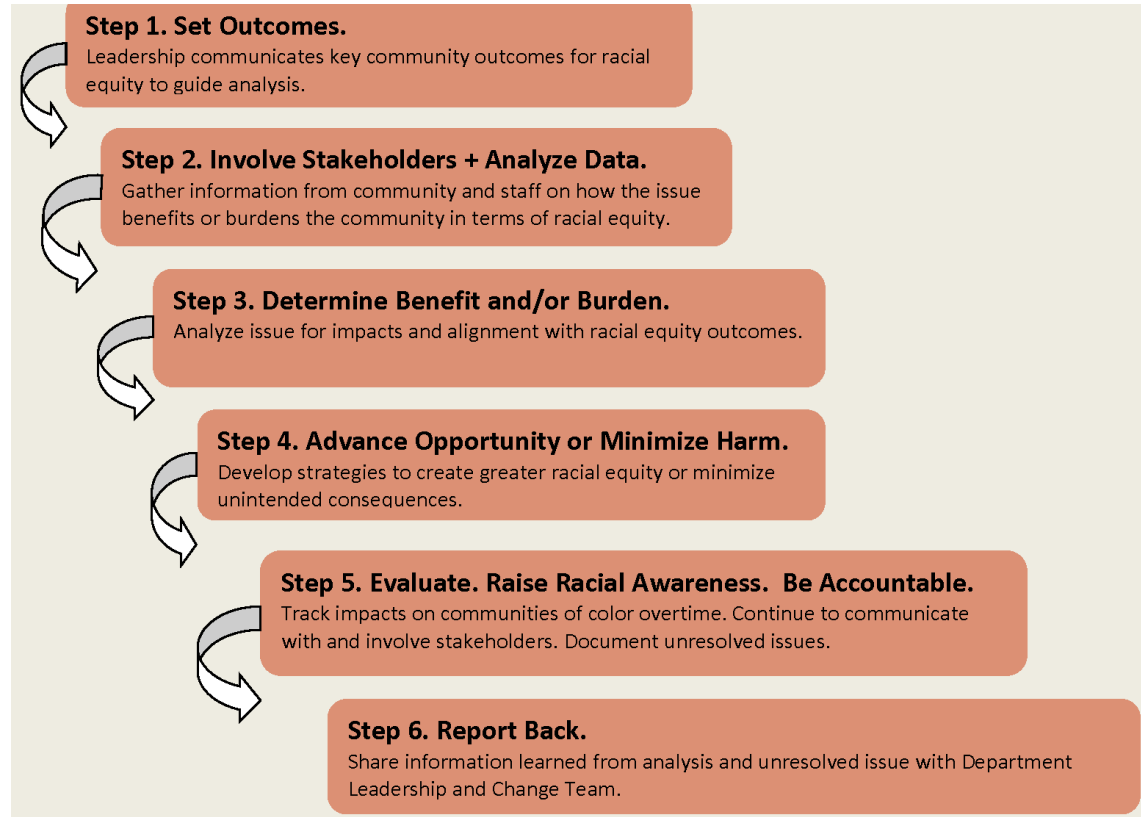 Step 1. Set Outcomes.
Leadership communicates key community outcomes for racial
equity to guide analysis.
Step 2. Involve Stakeholders + Analyze Data.
Gather information from community and staff on how the issue
benefits or burdens the community in terms of racial equity.
Step 3. Determine Benefit and/or Burden.
Analyze issue for impacts and alignment with racial equity outcomes.
Step 4. Advance Opportunity or Minimize Harm.
Develop strategies to create greater racial equity or minimize
unintended consequences.
Step 5. Evaluate. Raise Racial Awareness.  Be Accountable.
Track impacts on communities of color overtime. Continue to communicate
with and involve stakeholders. Document unresolved issues.
Step 6. Report Back.
Share information learned from analysis and unresolved issue with Department
Leadership and Change Team.